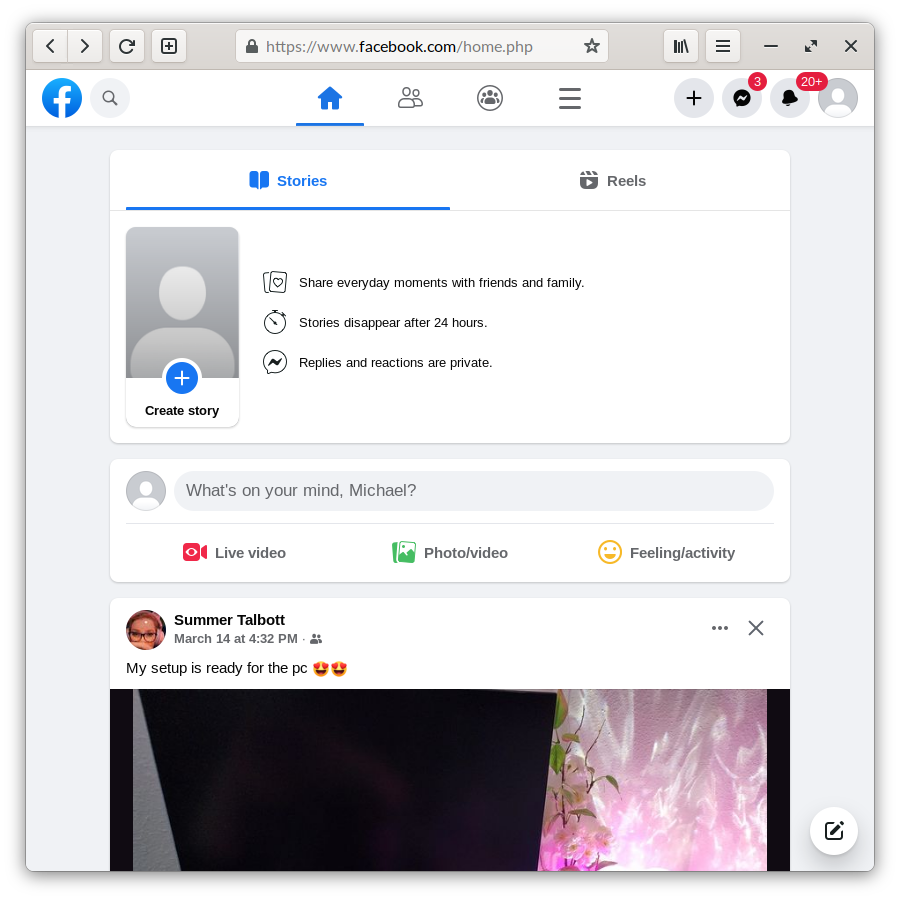 https://www.facebook.com/home.php
3
20+
Stories
Reels
Share everyday moments with friends and family.
Stories disappear after 24 hours.
Replies and reactions are private.
Create story
What's on your mind, Michael?
Live video
Photo/video
Feeling/activity
Summer Talbott
March 14 at 4:32 PM ·
My setup is ready for the pc 😍😍